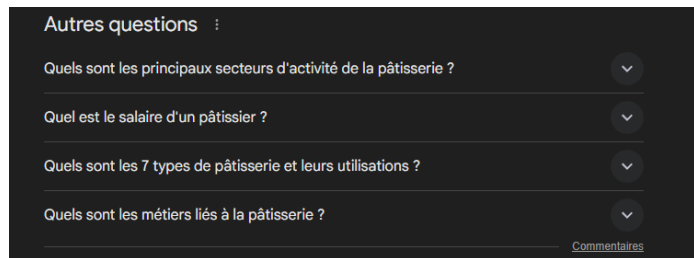 Autres questions
Quels sont les principaux secteurs d'activité de la pâtisserie ?
Quel est le salaire d'un pâtissier ?
Quels sont les 7 types de pâtisserie et leurs utilisations ?
Quels sont les métiers liés à la pâtisserie ?
Commentaires